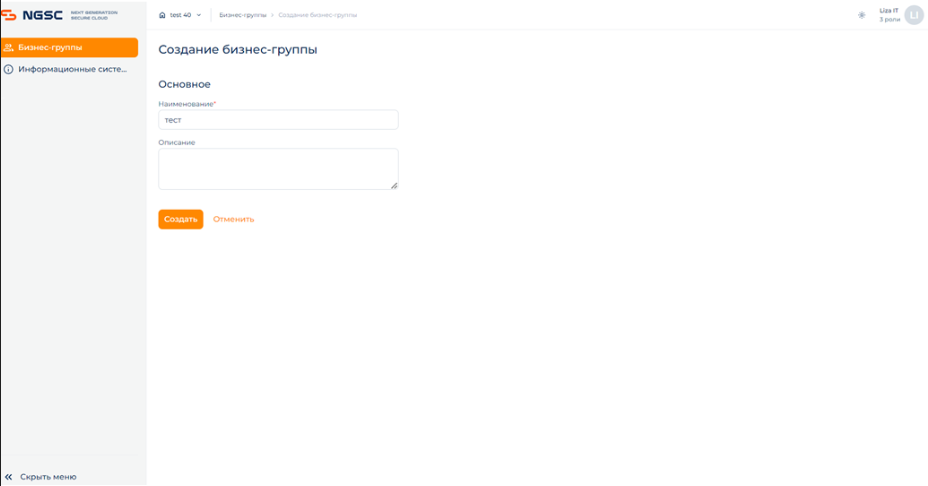 NGSC NEXT GENERATION SECURE CLOUD
test 40 Бизнес-группы > Создание бизнес-группы
Liza IT
3 роли
LI
Бизнес-группы
Информационные систе...
Создание бизнес-группы
Основное
Наименование*
тест
Описание
Создать Отменить
Скрыть меню